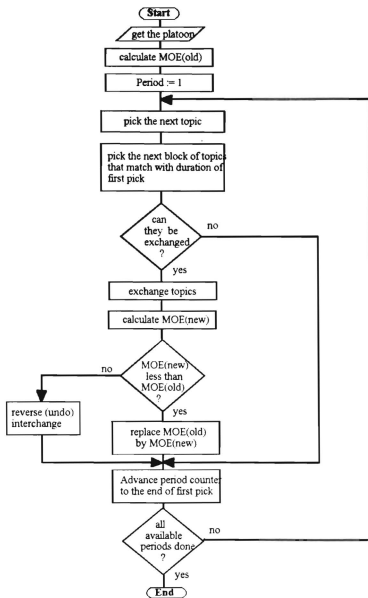 Start
get the platoon
calculate MOE(old)
Period := 1
pick the next topic
pick the next block of topics
that match with duration of
first pick
can
they be
exchanged
?
no
yes
exchange topics
calculate MOE(new)
MOE(new)
less than
MOE(old)
?
no
yes
reverse (undo)
interchange
replace MOE(old)
by MOE(new)
Advance period counter
to the end of first pick
all
available
periods done
?
no
yes
End